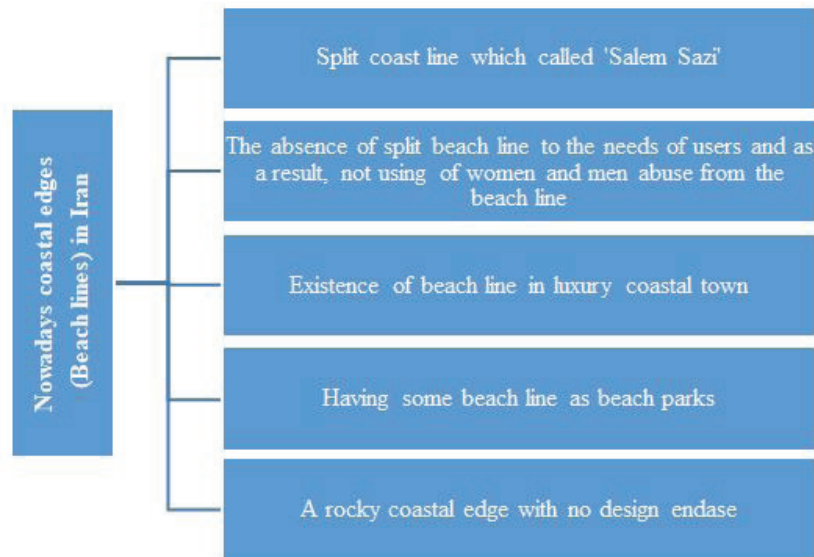 Nowadays coastal edges
(Beach lines) in Iran
Split coast line which called 'Salem Sazi'
The absence of split beach line to the needs of users and as
a result, not using of women and men abuse from the
beach line
Existence of beach line in luxury coastal town
Having some beach line as beach parks
A rocky coastal edge with no design endase